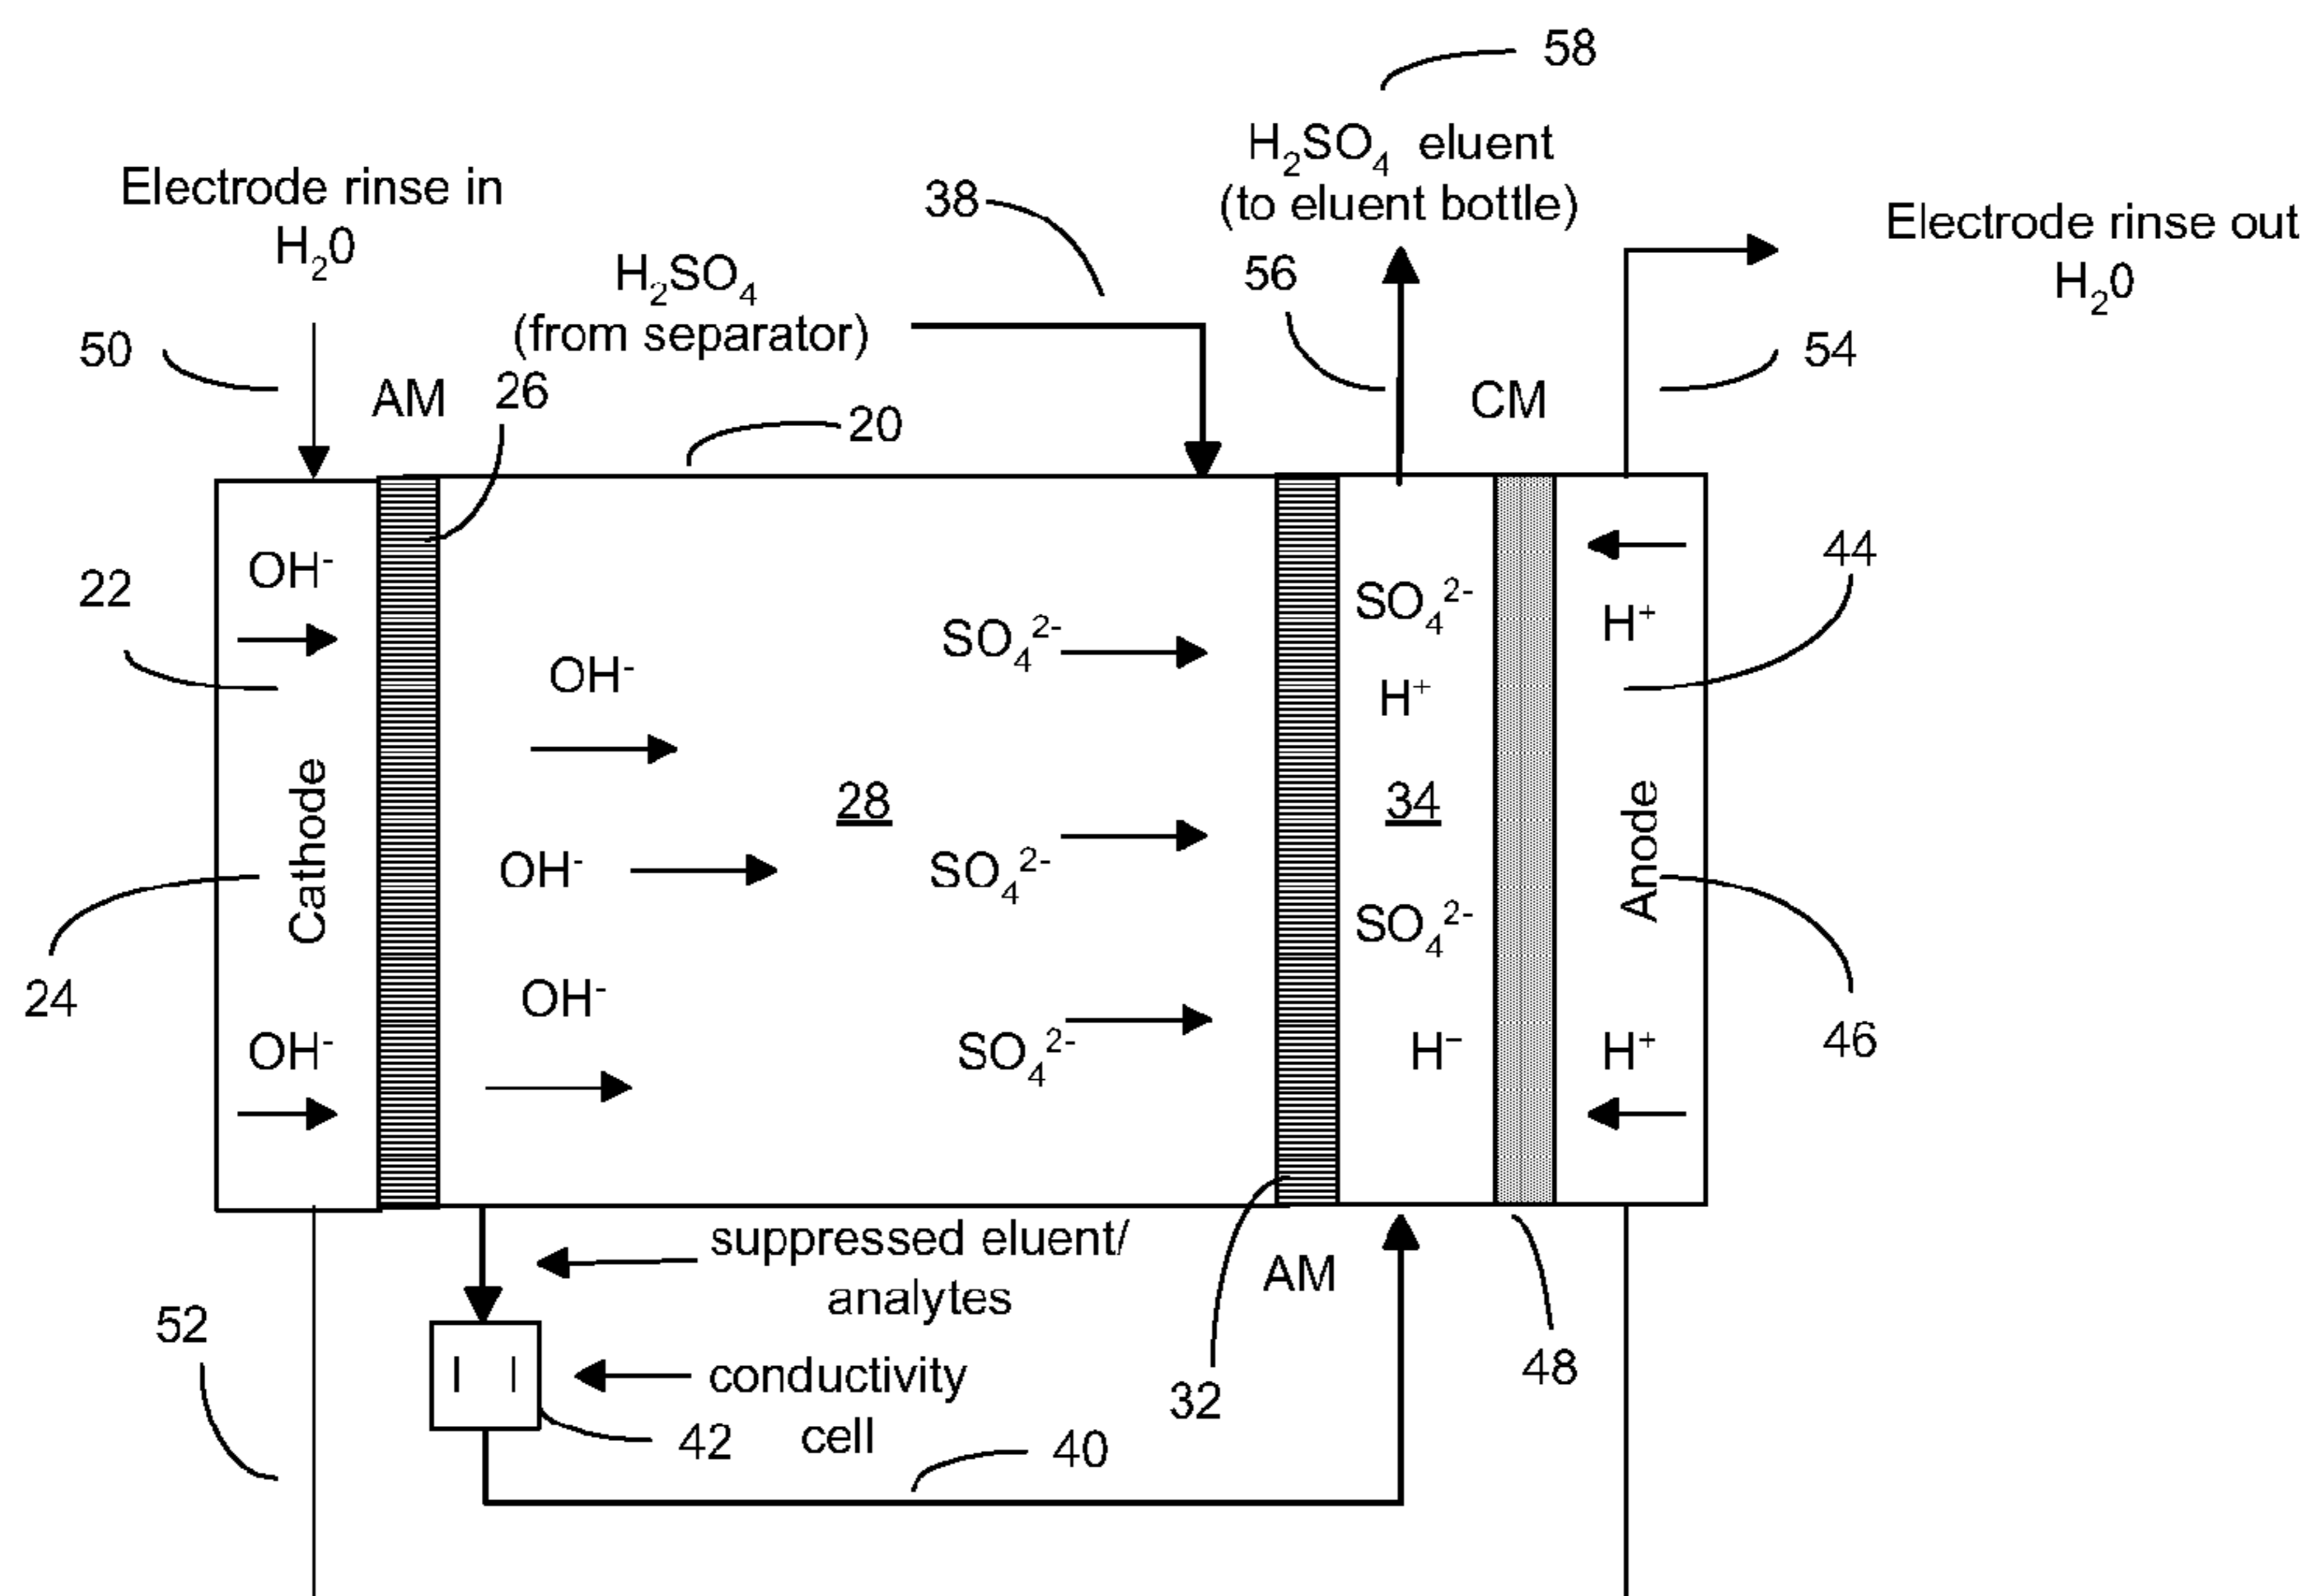 58
H₂SO₄ eluent
(to eluent bottle)
Electrode rinse in
H₂0
38
Electrode rinse out
H₂0
H₂SO₄
(from separator)
56
50
54
AM
26
CM
20
OH⁻
44
22
SO₄²⁻
H⁺
SO₄²⁻
OH⁻
H⁺
28
34
Cathode
Anode
OH⁻
SO₄²⁻
SO₄²⁻
24
OH⁻
OH⁻
SO₄²⁻
H⁻
H⁺
46
suppressed eluent/
analytes
AM
52
conductivity
cell
32
48
42
40